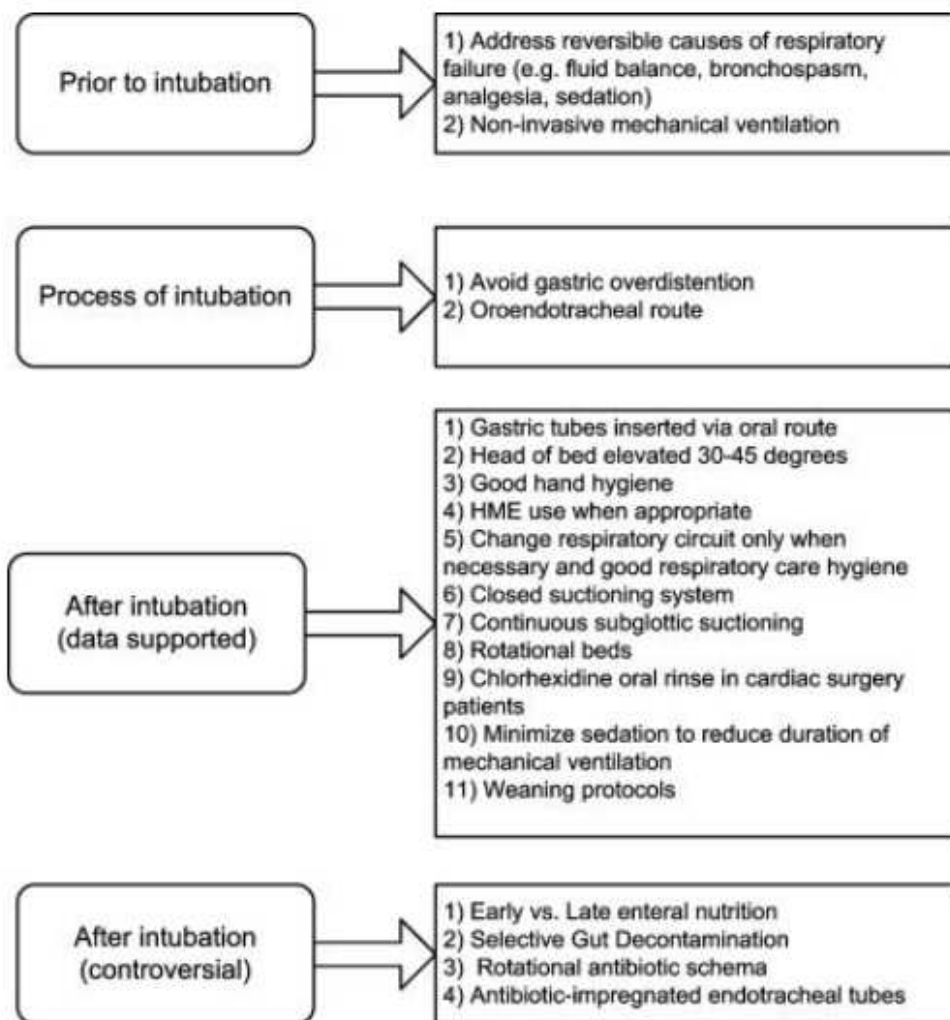 Prior to intubation
1) Address reversible causes of respiratory
failure (e.g. fluid balance, bronchospasm,
analgesia, sedation)
2) Non-invasive mechanical ventilation
Process of intubation
1) Avoid gastric overdistention
2) Oroendotracheal route
After intubation
(data supported)
1) Gastric tubes inserted via oral route
2) Head of bed elevated 30-45 degrees
3) Good hand hygiene
4) HME use when appropriate
5) Change respiratory circuit only when
necessary and good respiratory care hygiene
6) Closed suctioning system
7) Continuous subglottic suctioning
8) Rotational beds
9) Chlorhexidine oral rinse in cardiac surgery
patients
10) Minimize sedation to reduce duration of
mechanical ventilation
11) Weaning protocols
After intubation
(controversial)
1) Early vs. Late enteral nutrition
2) Selective Gut Decontamination
3) Rotational antibiotic schema
4) Antibiotic-impregnated endotracheal tubes